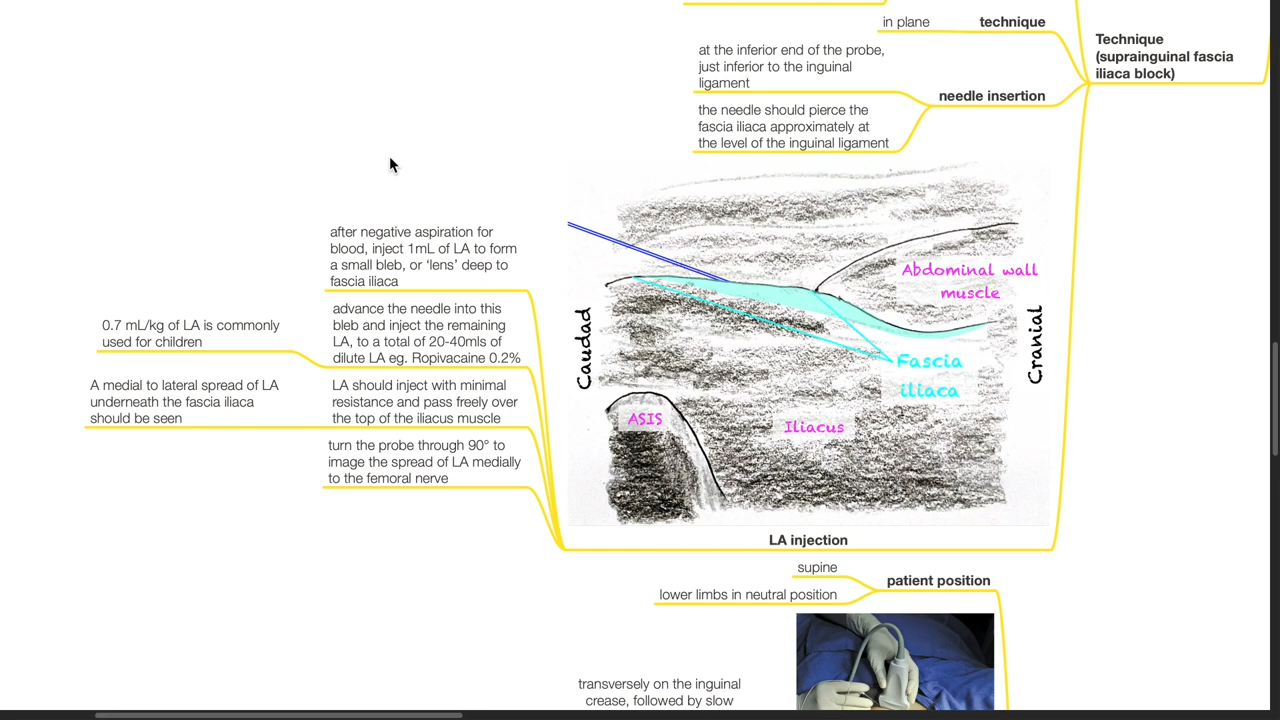 in plane
technique
Technique
(suprainguinal fascia
iliaca block)
at the inferior end of the probe,
just inferior to the inguinal
ligament
needle insertion
the needle should pierce the
fascia iliaca approximately at
the level of the inguinal ligament
after negative aspiration for
blood, inject 1mL of LA to form
a small bleb, or ‘lens’ deep to
fascia iliaca
advance the needle into this
bleb and inject the remaining
LA, to a total of 20-40mls of
dilute LA eg. Ropivacaine 0.2%
0.7 mL/kg of LA is commonly
used for children
LA should inject with minimal
resistance and pass freely over
the top of the iliacus muscle
A medial to lateral spread of LA
underneath the fascia iliaca
should be seen
turn the probe through 90° to
image the spread of LA medially
to the femoral nerve
Caudad
Abdominal wall
muscle
Cranial
Fascia
iliaca
ASIS
Iliacus
LA injection
supine
patient position
lower limbs in neutral position
transversely on the inguinal
crease, followed by slow